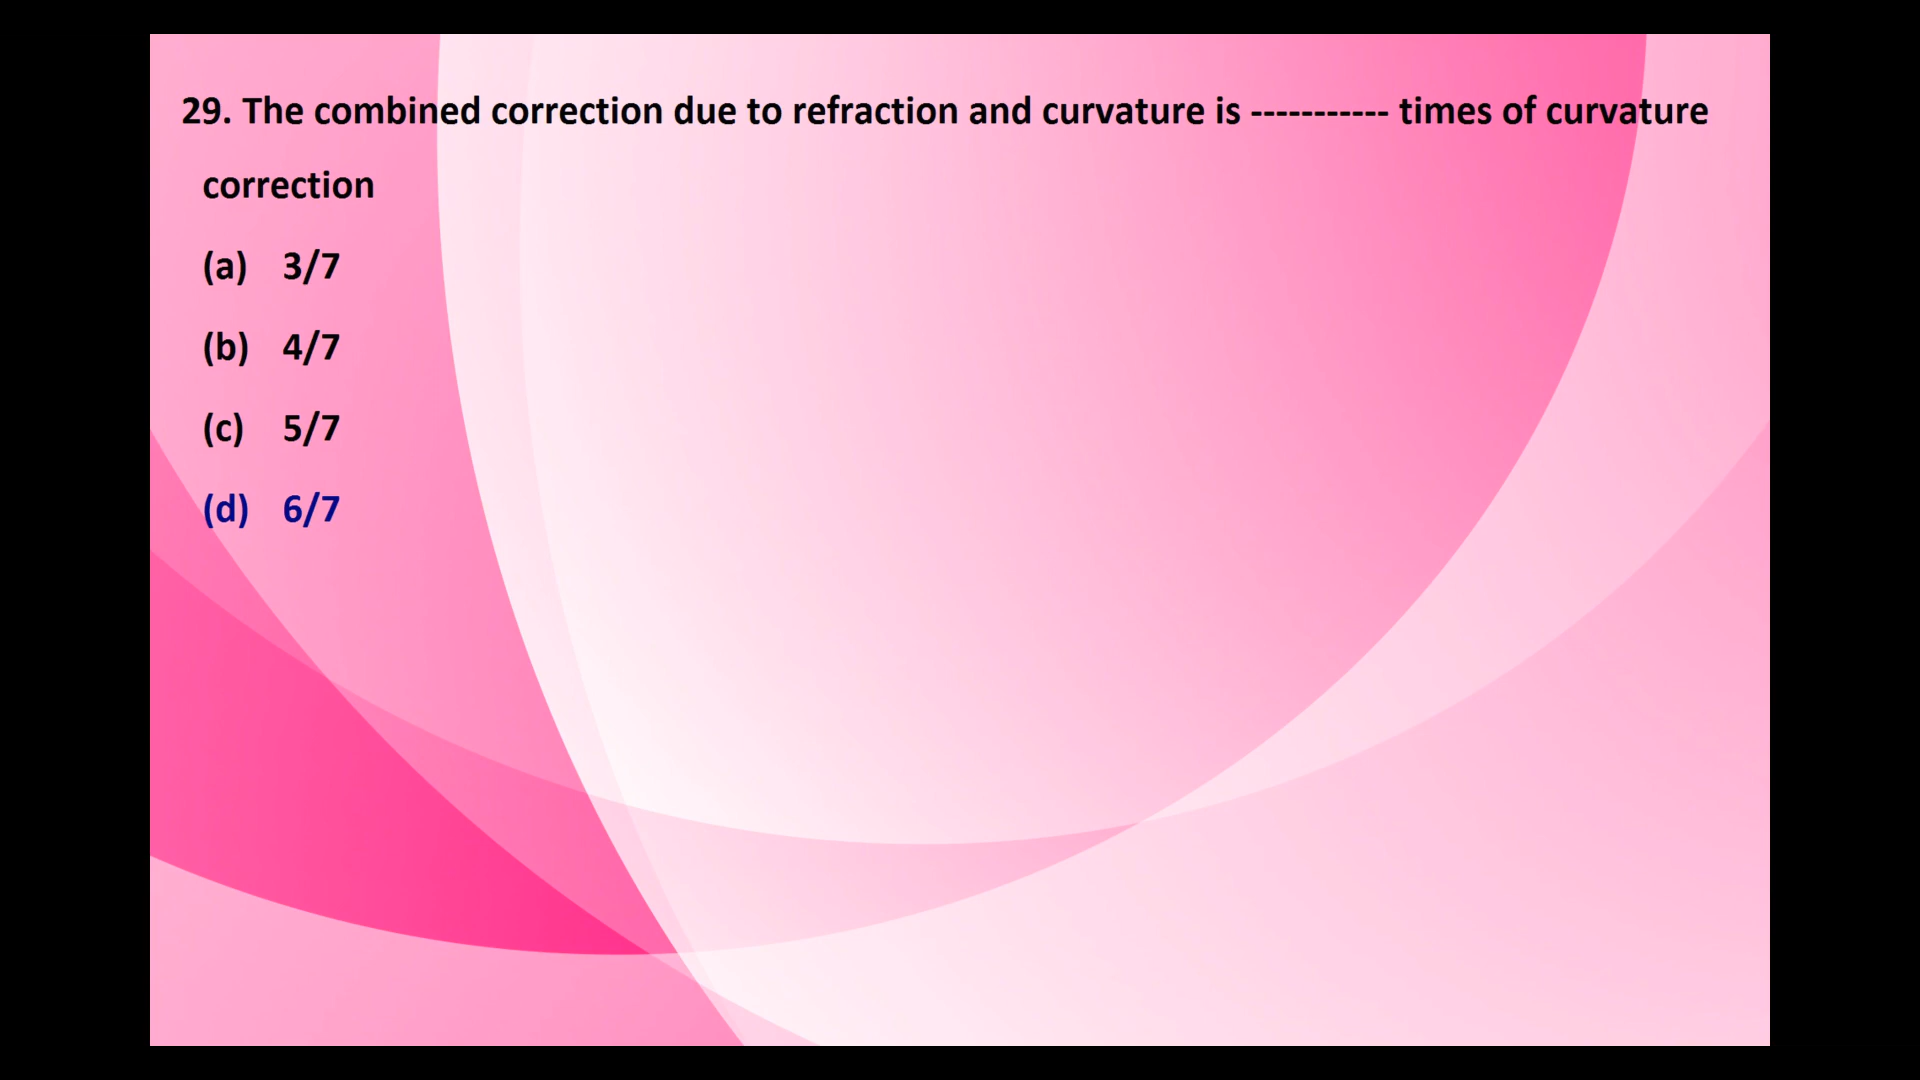 29. The combined correction due to refraction and curvature is ----------- times of curvature
correction
(a) 3/7
(b) 4/7
(c) 5/7
(d) 6/7